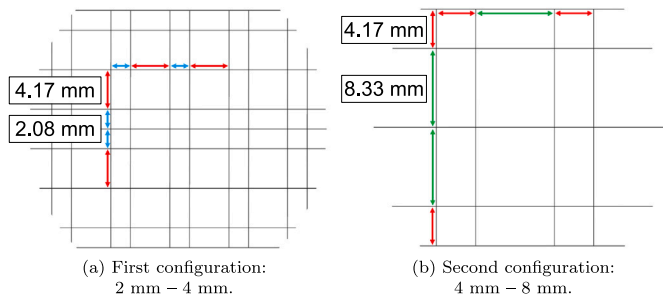 4.17 mm
2.08 mm
(a) First configuration:
2 mm – 4 mm.
4.17 mm
8.33 mm
(b) Second configuration:
4 mm – 8 mm.